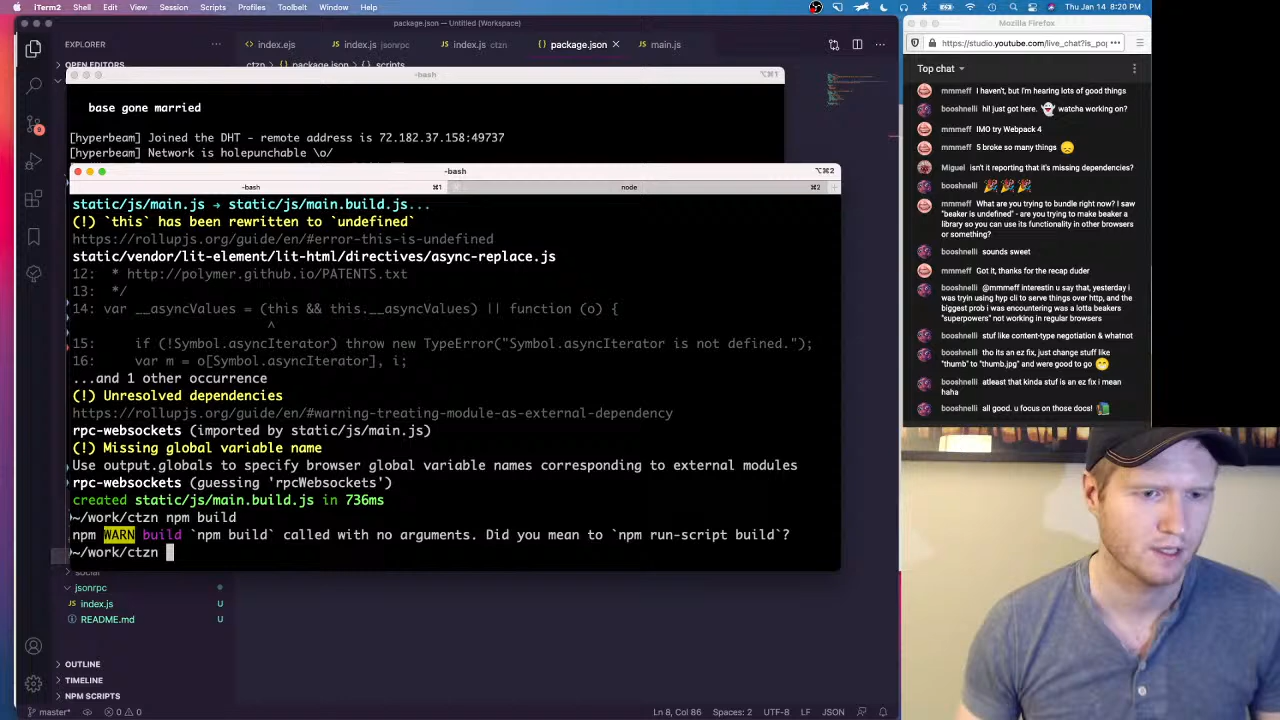 iTerm2 Shell Edit View Session Scripts Profiles Toolbelt Window Help
Thu Jan 14 8:20 PM
package.json — Untitled (Workspace)
EXPLORER
index.ejs
index.js jsonrpc
index.js ctzn
package.json
main.js
OPEN EDITORS
ctzn > package.json > scripts
-bash
⌥⌘1
base gone married
[hyperbeam] Joined the DHT - remote address is 72.182.37.158:49737
[hyperbeam] Network is holepunchable \o/
-bash
⌥⌘2
-bash ⌘1
node ⌘2
static/js/main.js → static/js/main.build.js...
(!) `this` has been rewritten to `undefined`
https://rollupjs.org/guide/en/#error-this-is-undefined
static/vendor/lit-element/lit-html/directives/async-replace.js
12:  * http://polymer.github.io/PATENTS.txt
13:  */
14: var __asyncValues = (this && this.__asyncValues) || function (o) {
^
15:     if (!Symbol.asyncIterator) throw new TypeError("Symbol.asyncIterator is not defined.");
16:     var m = o[Symbol.asyncIterator], i;
...and 1 other occurrence
(!) Unresolved dependencies
https://rollupjs.org/guide/en/#warning-treating-module-as-external-dependency
rpc-websockets (imported by static/js/main.js)
(!) Missing global variable name
Use output.globals to specify browser global variable names corresponding to external modules
rpc-websockets (guessing 'rpcWebsockets')
created static/js/main.build.js in 736ms
~/work/ctzn npm build
npm WARN build `npm build` called with no arguments. Did you mean to `npm run-script build`?
~/work/ctzn
social
jsonrpc
JS index.js U
README.md U
OUTLINE
TIMELINE
NPM SCRIPTS
master* 0 0
Ln 8, Col 86 Spaces: 2 UTF-8 LF JSON
Mozilla Firefox
https://studio.youtube.com/live_chat?is_po
Top chat
mmmeff I haven't, but I'm hearing lots of good things
booshnelli hi! just got here. 👻 watcha working on?
mmmeff IMO try Webpack 4
mmmeff 5 broke so many things 😞
Miguel isn't it reporting that it's missing dependencies?
booshnelli 🎉🎉🎉
mmmeff What are you trying to bundle right now? I saw
"beaker is undefined" - are you trying to make beaker a
library so you can use its functionality in other browsers
or something?
booshnelli sounds sweet
mmmeff Got it, thanks for the recap duder
booshnelli @mmmeff interestin u say that, yesterday i
was tryin using hyp cli to serve things over http, and the
biggest prob i was encountering was a lotta beakers
"superpowers" not working in regular browsers
booshnelli stuf like content-type negotiation & whatnot
booshnelli tho its an ez fix, just change stuff like
"thumb" to "thumb.jpg" and were good to go 😁
booshnelli atleast that kinda stuf is an ez fix i mean
haha
booshnelli all good. u focus on those docs!